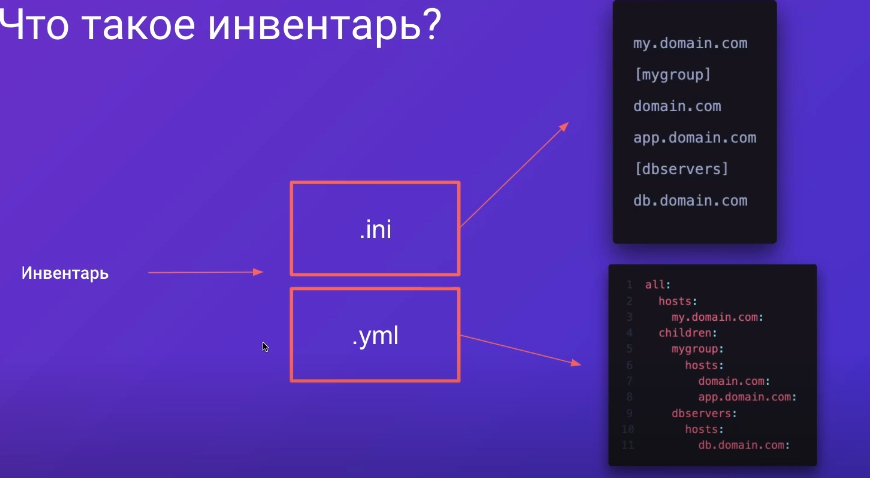 Что такое инвентарь?
Инвентарь
.ini
.yml
my.domain.com
[mygroup]
domain.com
app.domain.com
[dbservers]
db.domain.com
1 all:
2 hosts:
3 my.domain.com:
4 children:
5 mygroup:
6 hosts:
7 domain.com:
8 app.domain.com:
9 dbservers:
10 hosts:
11 db.domain.com: